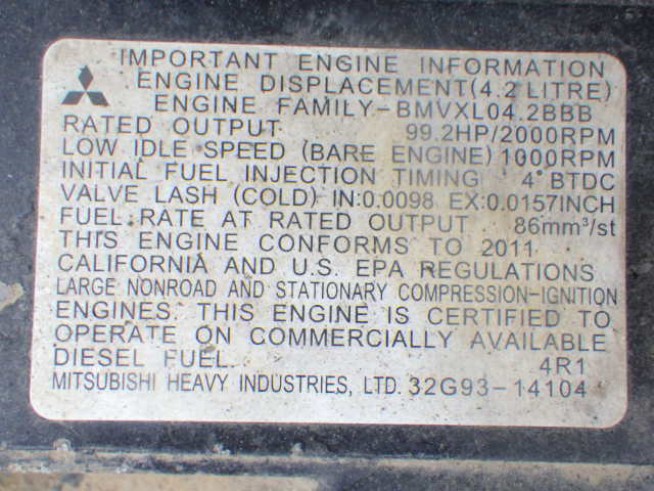 IMPORTANT ENGINE INFORMATION
ENGINE DISPLACEMENT(4.2 LITRE)
ENGINE FAMILY-BMVXL04.2BBB
RATED OUTPUT 99.2HP/2000RPM
LOW IDLE SPEED (BARE ENGINE) 1000RPM
INITIAL FUEL INJECTION TIMING 4° BTDC
VALVE LASH (COLD) IN:0.0098 EX:0.0157INCH
FUEL RATE AT RATED OUTPUT 86mm³/st
THIS ENGINE CONFORMS TO 2011
CALIFORNIA AND U.S. EPA REGULATIONS
LARGE NONROAD AND STATIONARY COMPRESSION-IGNITION
ENGINES. THIS ENGINE IS CERTIFIED TO
OPERATE ON COMMERCIALLY AVAILABLE
DIESEL FUEL. 4R1
MITSUBISHI HEAVY INDUSTRIES, LTD. 32G93-14104